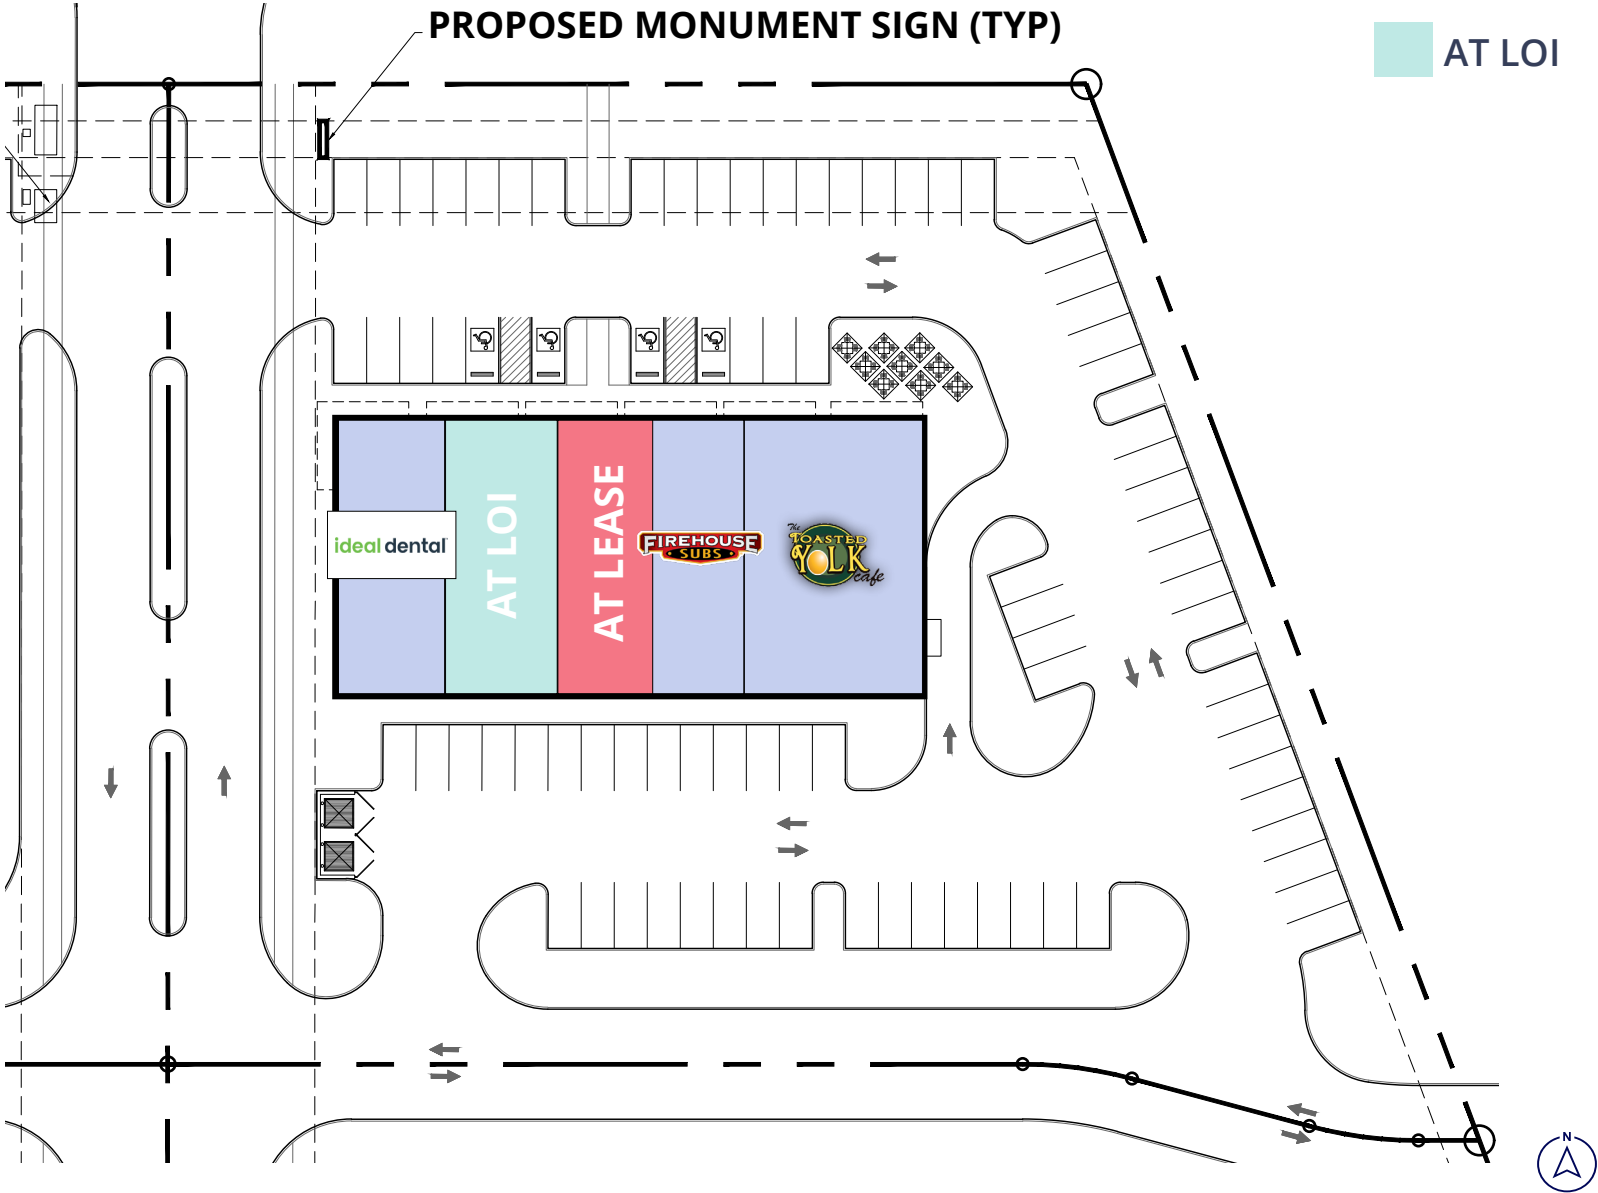 PROPOSED MONUMENT SIGN (TYP)
AT LOI
ideal dental
AT LOI
AT LEASE
FIREHOUSE
SUBS
The
TOASTED
YOLK
cafe
N